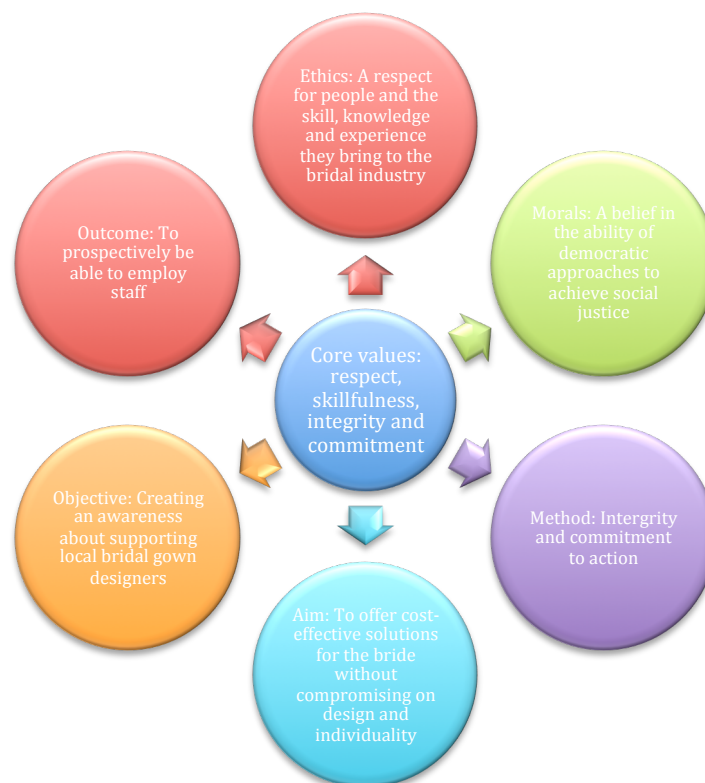 Ethics: A respect
for people and the
skill, knowledge
and experience
they bring to the
bridal industry
Morals: A belief in
the ability of
democratic
approaches to
achieve social
justice
Method: Intergrity
and commitment
to action
Aim: To offer cost-
effective solutions
for the bride
without
compromising on
design and
individuality
Objective: Creating
an awareness
about supporting
local bridal gown
designers
Outcome: To
prospectively be
able to employ
staff
Core values:
respect,
skillfulness,
integrity and
commitment